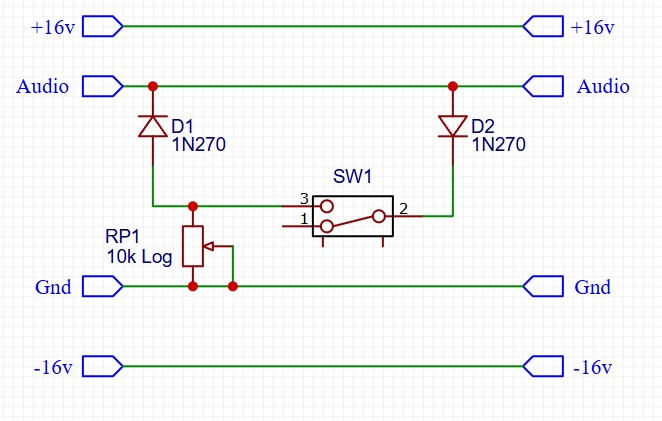 +16v +16v
Audio Audio
D1 D2
1N270 1N270
SW1
3
2
1
RP1
10k Log
Gnd Gnd
-16v -16v